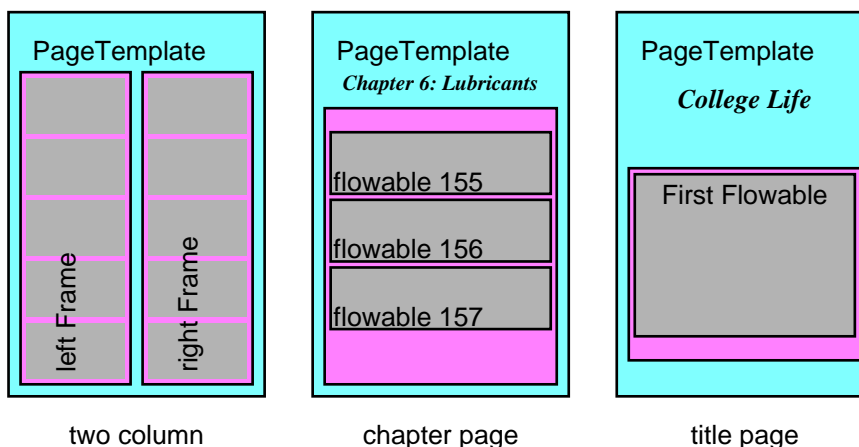 PageTemplate
left Frame
right Frame
two column
PageTemplate
Chapter 6: Lubricants
flowable 155
flowable 156
flowable 157
chapter page
PageTemplate
College Life
First Flowable
title page